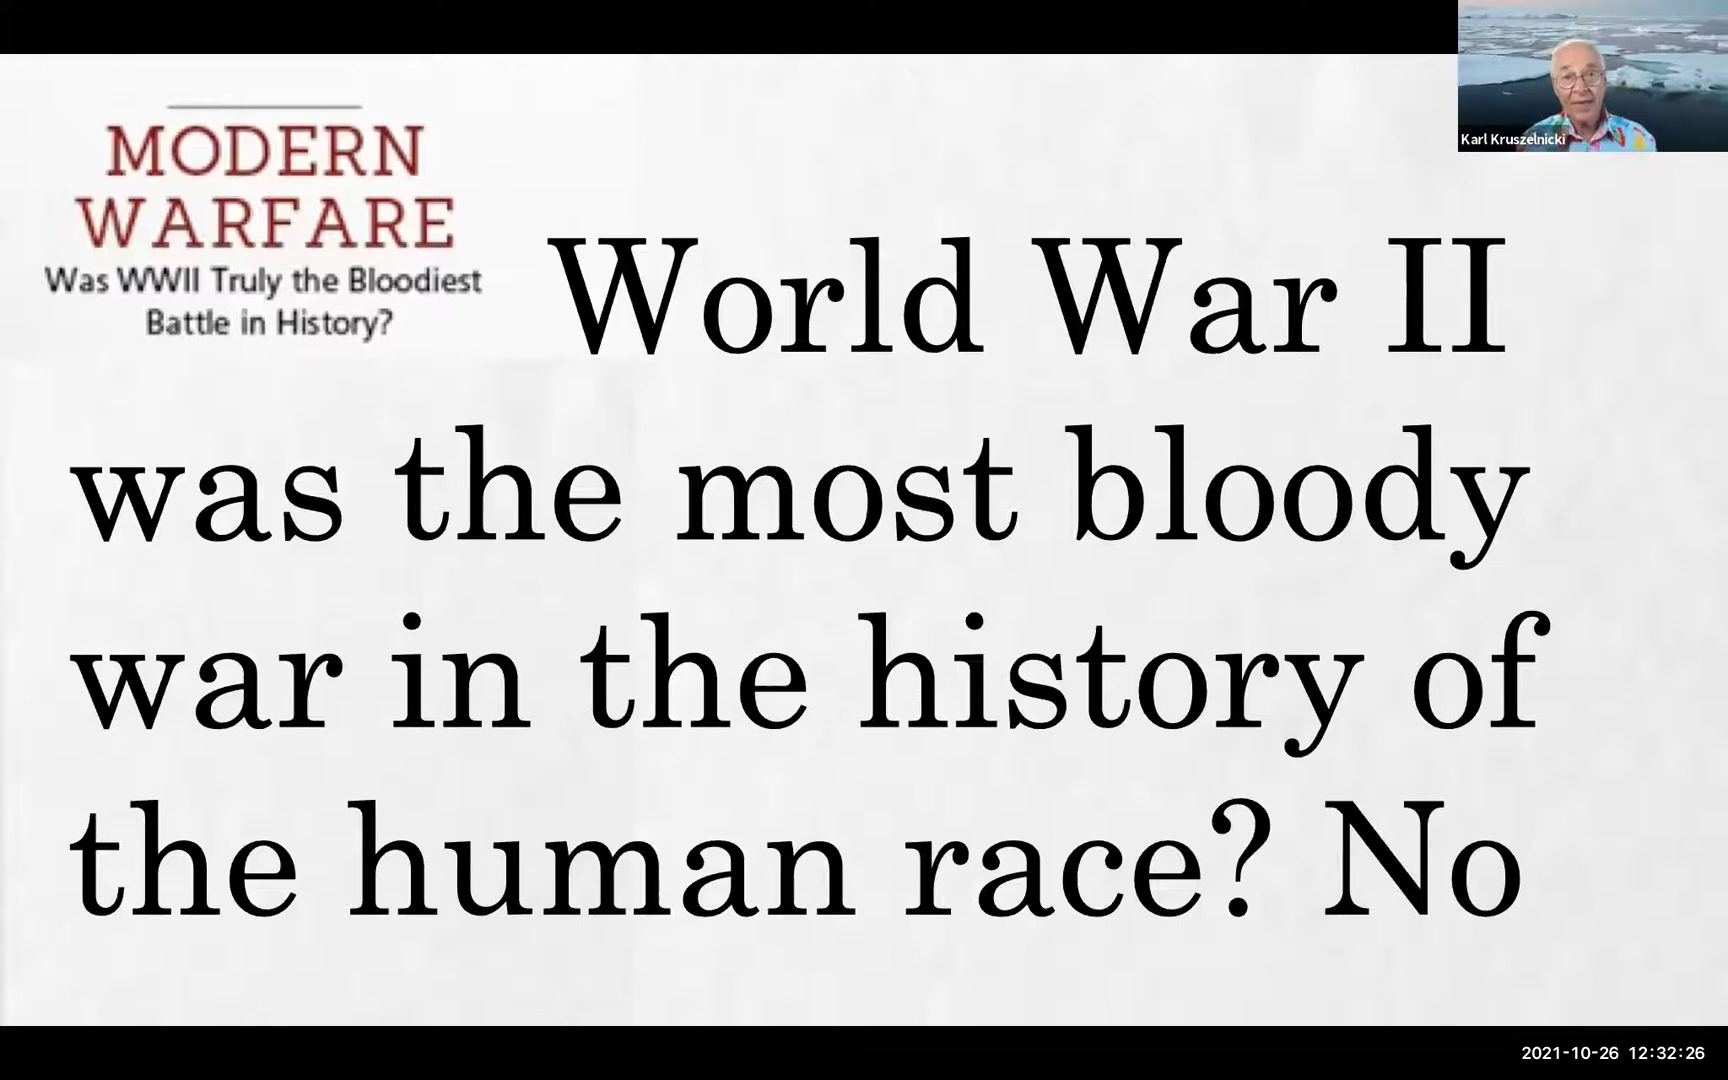 Karl Kruszelnicki
MODERN
WARFARE
Was WWII Truly the Bloodiest
Battle in History?
World War II
was the most bloody
war in the history of
the human race? No
2021-10-26 12:32:26